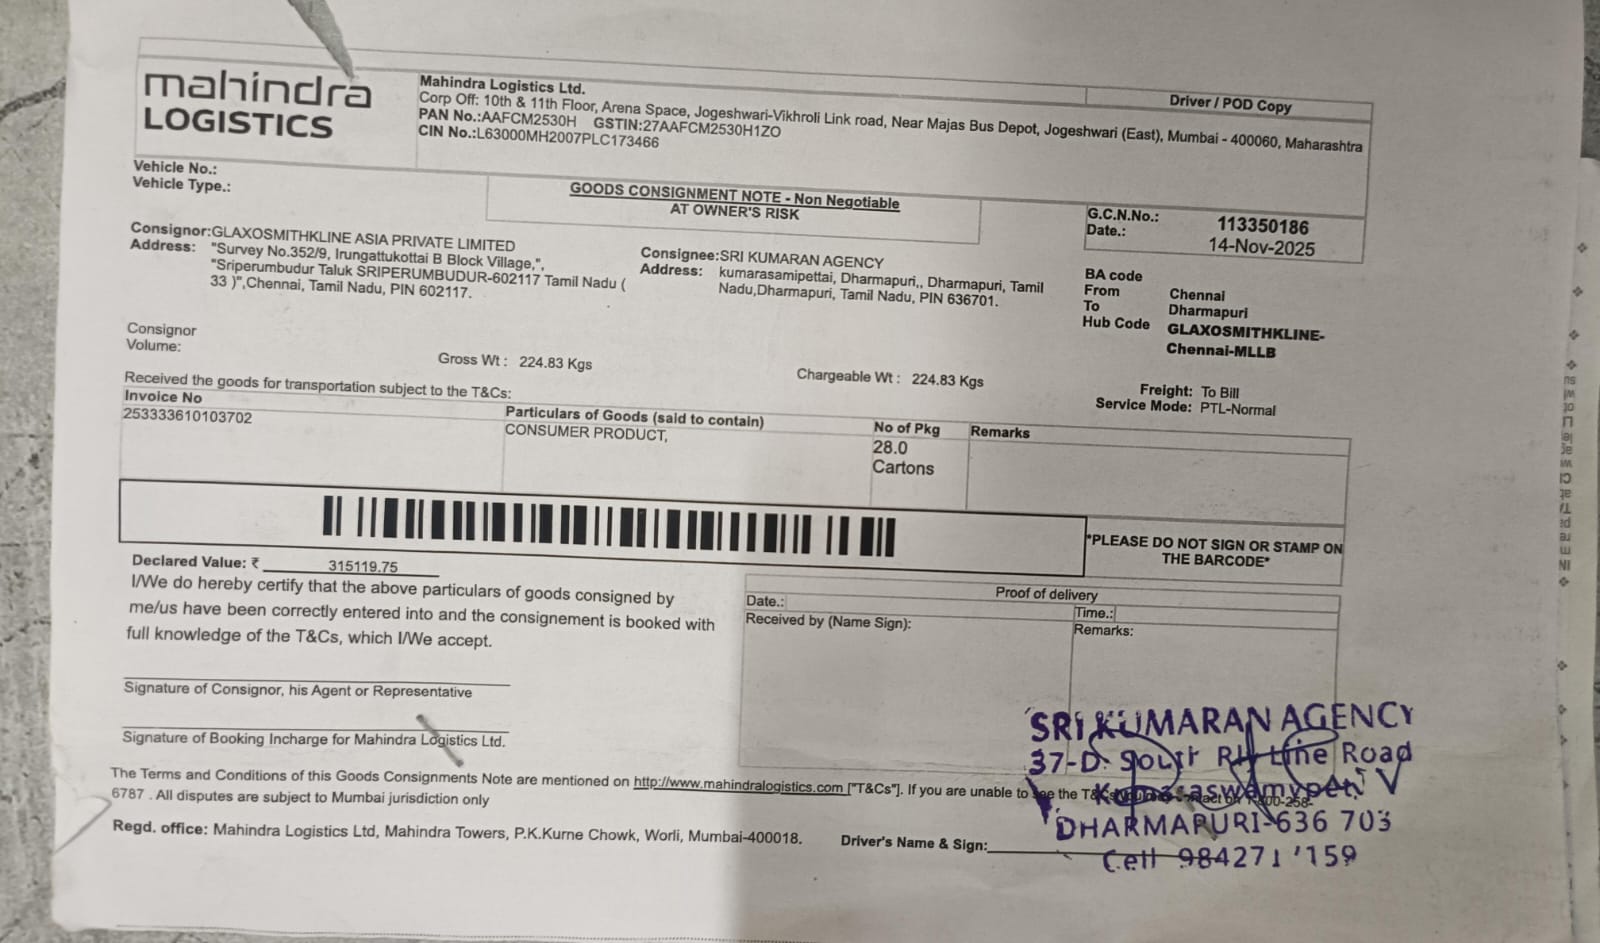 mahindra
LOGISTICS
Mahindra Logistics Ltd.
Corp Off: 10th & 11th Floor, Arena Space, Jogeshwari-Vikhroli Link road, Near Majas Bus Depot, Jogeshwari (East), Mumbai - 400060, Maharashtra
PAN No.:AAFCM2530H GSTIN:27AAFCM2530H1ZO
CIN No.:L63000MH2007PLC173466
Driver / POD Copy
Vehicle No.:
Vehicle Type.:
GOODS CONSIGNMENT NOTE - Non Negotiable
AT OWNER'S RISK
G.C.N.No.: 113350186
Date.: 14-Nov-2025
Consignor:GLAXOSMITHKLINE ASIA PRIVATE LIMITED
Address: "Survey No.352/9, Irungattukottai B Block Village,",
"Sriperumbudur Taluk SRIPERUMBUDUR-602117 Tamil Nadu (
33 )",Chennai, Tamil Nadu, PIN 602117.
Consignee:SRI KUMARAN AGENCY
Address: kumarasamipettai, Dharmapuri,, Dharmapuri, Tamil
Nadu,Dharmapuri, Tamil Nadu, PIN 636701.
BA code
From Chennai
To Dharmapuri
Hub Code GLAXOSMITHKLINE-
Chennai-MLLB
Consignor
Volume:
Gross Wt : 224.83 Kgs
Chargeable Wt : 224.83 Kgs
Freight: To Bill
Service Mode: PTL-Normal
Received the goods for transportation subject to the T&Cs:
Invoice No Particulars of Goods (said to contain) No of Pkg Remarks
253333610103702 CONSUMER PRODUCT, 28.0
Cartons
*PLEASE DO NOT SIGN OR STAMP ON
THE BARCODE*
Declared Value: ₹ 315119.75
I/We do hereby certify that the above particulars of goods consigned by
me/us have been correctly entered into and the consignement is booked with
full knowledge of the T&Cs, which I/We accept.
Proof of delivery
Date.: Time.:
Received by (Name Sign): Remarks:
Signature of Consignor, his Agent or Representative
Signature of Booking Incharge for Mahindra Logistics Ltd.
The Terms and Conditions of this Goods Consignments Note are mentioned on http://www.mahindralogistics.com ["T&Cs"]. If you are unable to see the
6787 . All disputes are subject to Mumbai jurisdiction only
Regd. office: Mahindra Logistics Ltd, Mahindra Towers, P.K.Kurne Chowk, Worli, Mumbai-400018.
Driver's Name & Sign:
SRI KUMARAN AGENCY
37-D. Line Road
DHARMAPURI-636 703
Cell